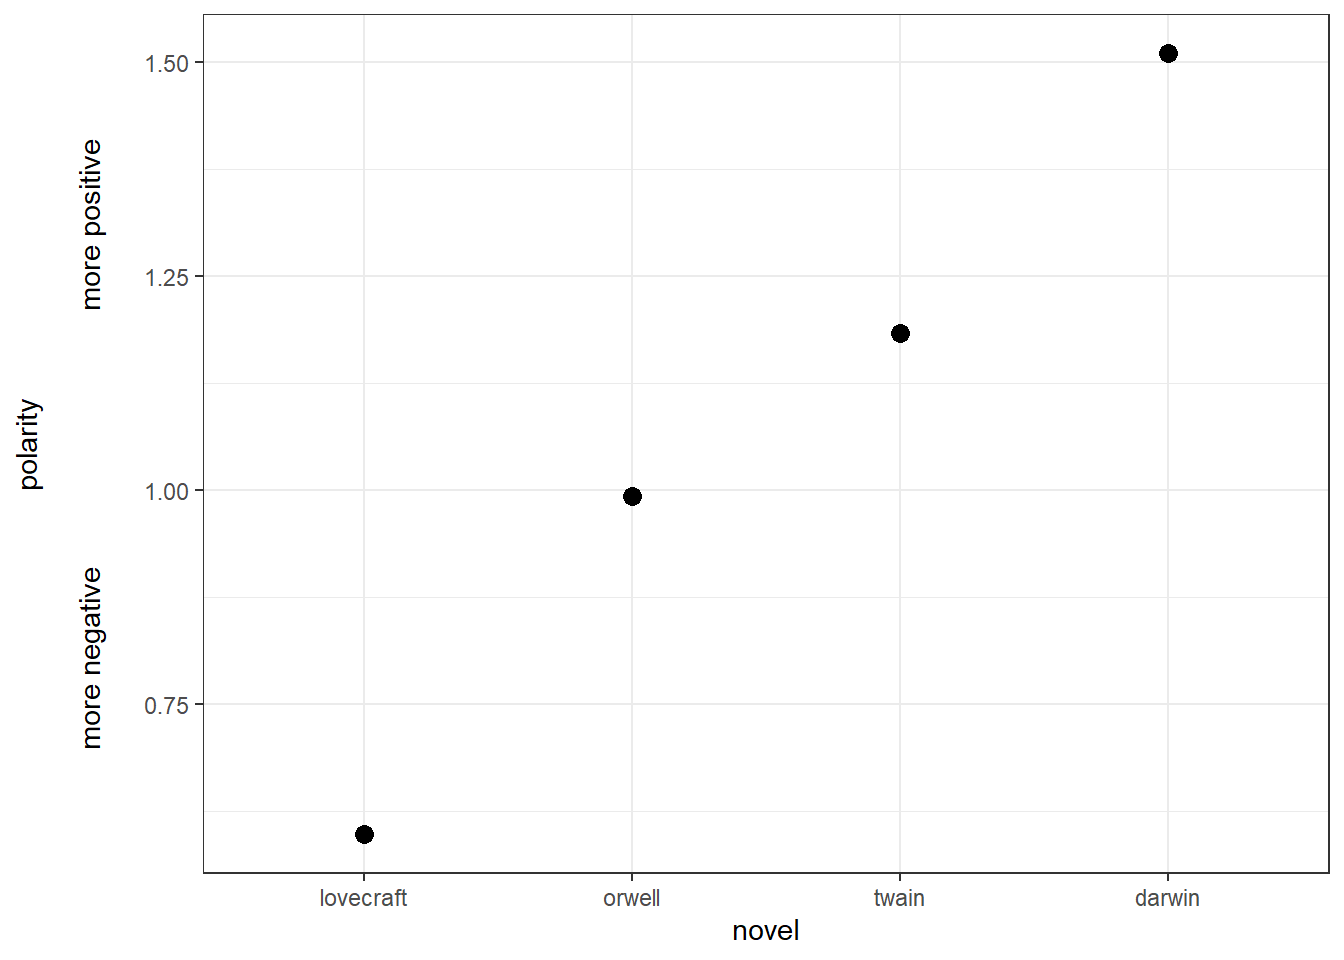 polarity
more positive
more negative
1.50
1.25
1.00
0.75
lovecraft orwell twain darwin
novel